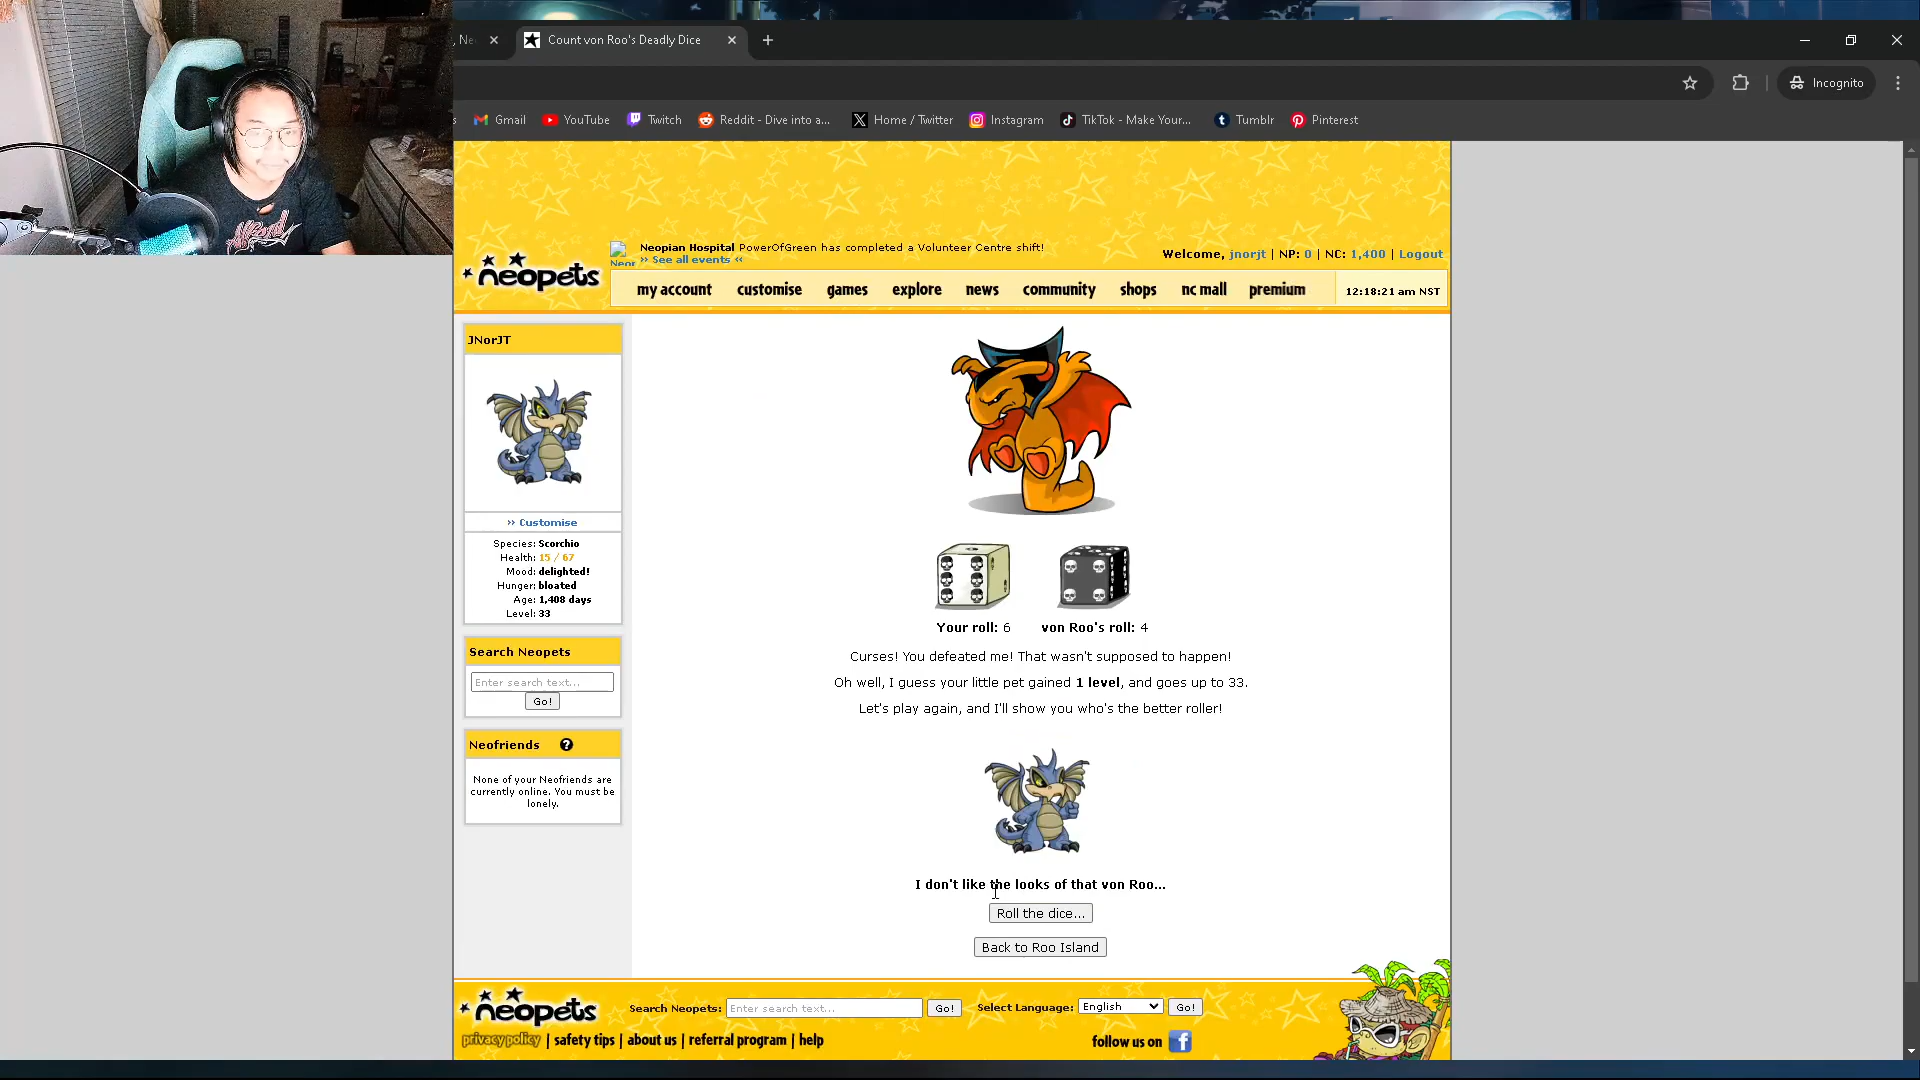 , Ne
Count von Roo's Deadly Dice
Incognito
s
Gmail
YouTube
Twitch
Reddit - Dive into a...
Home / Twitter
Instagram
TikTok - Make Your...
Tumblr
Pinterest
neopets
Neopian Hospital PowerOfGreen has completed a Volunteer Centre shift!
Neor
>> See all events <<
Welcome, jnorjt | NP: 0 | NC: 1,400 | Logout
my account
customise
games
explore
news
community
shops
nc mall
premium
12:18:21 am NST
JNorJT
>> Customise
Species: Scorchio
Health: 15 / 67
Mood: delighted!
Hunger: bloated
Age: 1,408 days
Level: 33
Search Neopets
Enter search text...
Go!
Neofriends ?
None of your Neofriends are
currently online. You must be
lonely.
Your roll: 6
von Roo's roll: 4
Curses! You defeated me! That wasn't supposed to happen!
Oh well, I guess your little pet gained 1 level, and goes up to 33.
Let's play again, and I'll show you who's the better roller!
I don't like the looks of that von Roo...
Roll the dice...
Back to Roo Island
neopets
Search Neopets:
Enter search text...
Go!
Select Language:
English
Go!
privacy policy | safety tips | about us | referral program | help
follow us on